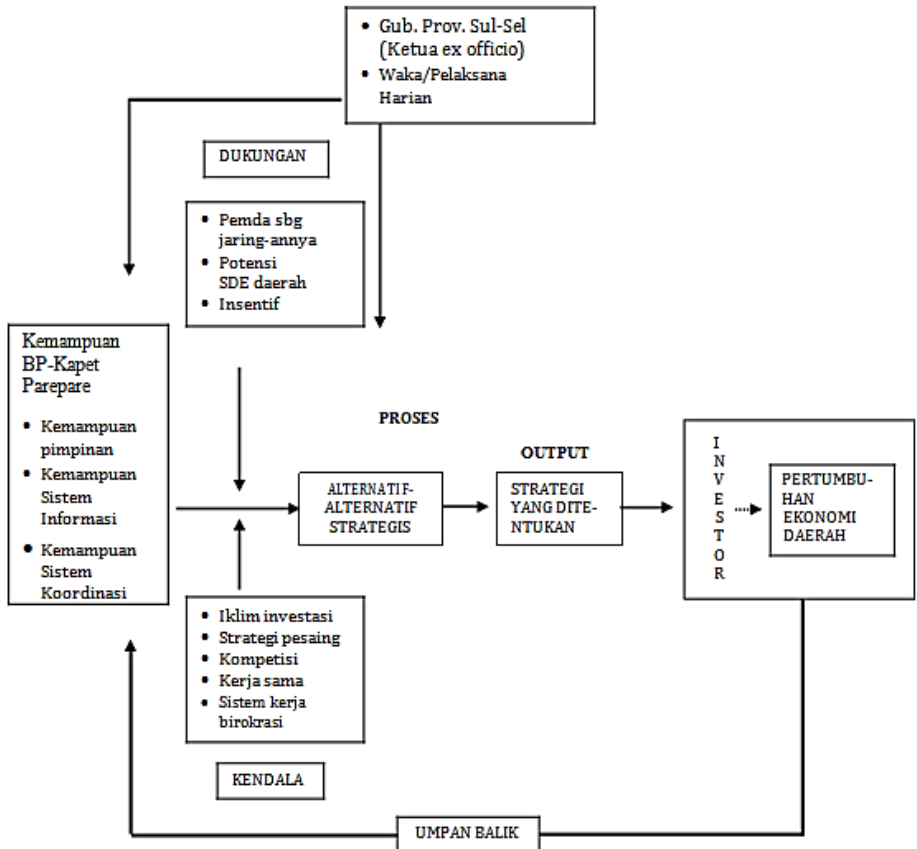 • Gub. Prov. Sul-Sel
(Ketua ex officio)
• Waka/Pelaksana
Harian
DUKUNGAN
• Pemda sbg
jaring-annya
• Potensi
SDE daerah
• Insentif
Kemampuan
BP-Kapet
Parepare
• Kemampuan
pimpinan
• Kemampuan
Sistem
Informasi
• Kemampuan
Sistem
Koordinasi
PROSES
ALTERNATIF-
ALTERNATIF
STRATEGIS
OUTPUT
STRATEGI
YANG DITE-
NTUKAN
I
N
V
E
S
T
O
R
PERTUMBU-
HAN
EKONOMI
DAERAH
• Iklim investasi
• Strategi pesaing
• Kompetisi
• Kerja sama
• Sistem kerja
birokrasi
KENDALA
UMPAN BALIK